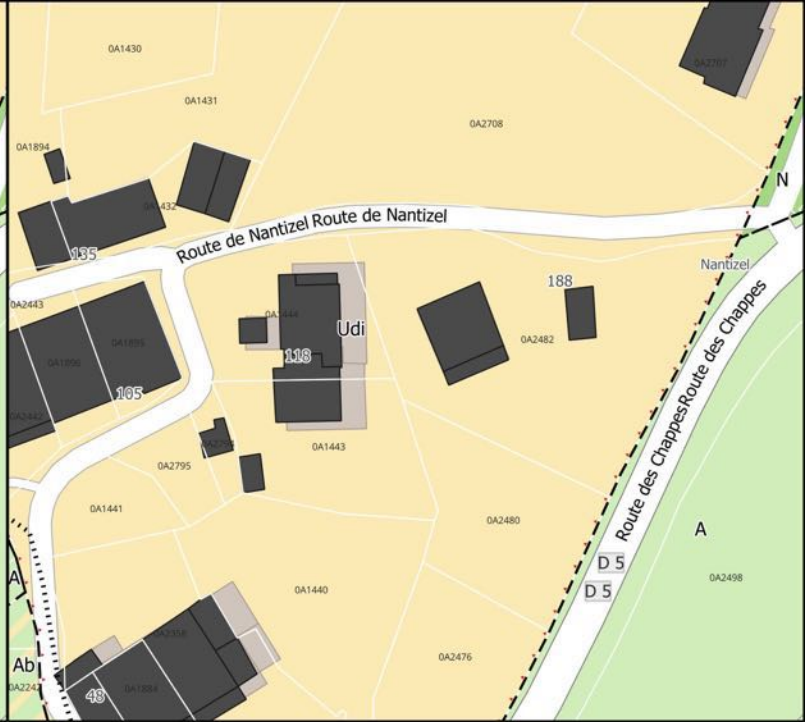 0A1430
0A2707
0A1431
0A2708
0A1894
N
1432
Route de Nantizel Route de Nantizel
135
Nantizel
188
0A2443
0A1444
Udi
0A2482
0A1896
0A1895
118
Route des Chappes Route des Chappes
105
0A2442
0A1443
0A2795
0A2480
0A1441
A
D 5
A
D 5
0A2498
0A1440
0A2358
0A2476
Ab
0A2242
48
0A1884